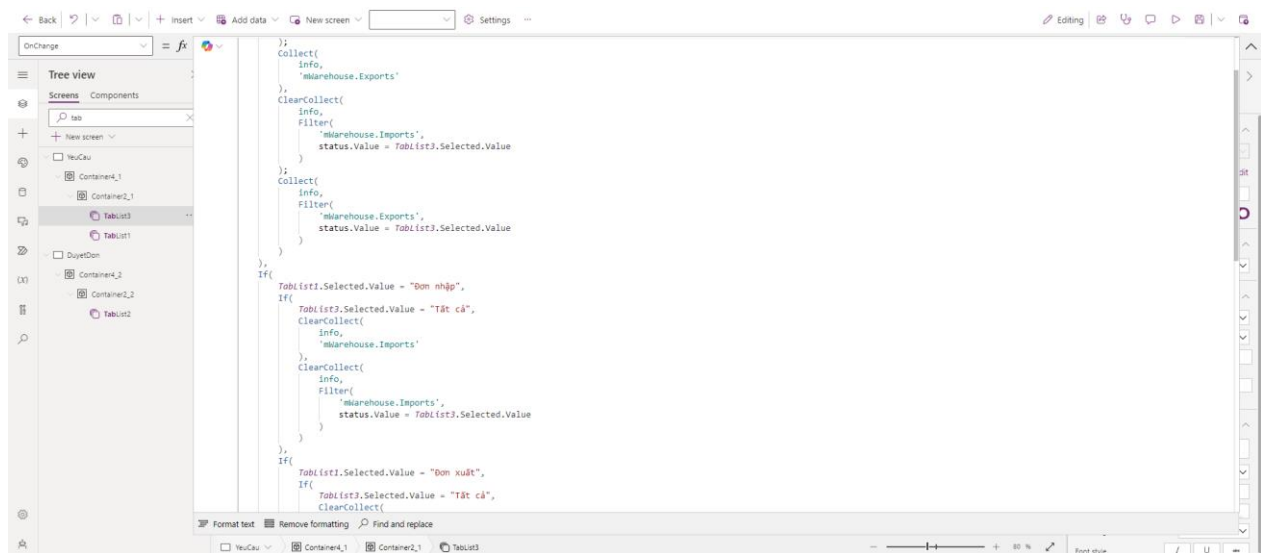 Back
Insert
Add data
New screen
Settings
Editing
OnChange
= fx
Tree view
Screens Components
tab
New screen
YeuCau
Container4_1
Container2_1
TabList3
TabList1
DuyetDon
Container4_2
Container2_2
TabList2
);
Collect(
info,
'mWarehouse.Exports'
),
ClearCollect(
info,
Filter(
'mWarehouse.Imports',
status.Value = TabList3.Selected.Value
)
);
Collect(
info,
Filter(
'mWarehouse.Exports',
status.Value = TabList3.Selected.Value
)
)
),
If(
TabList1.Selected.Value = "Đơn nhập",
If(
TabList3.Selected.Value = "Tất cả",
ClearCollect(
info,
'mWarehouse.Imports'
),
ClearCollect(
info,
Filter(
'mWarehouse.Imports',
status.Value = TabList3.Selected.Value
)
)
),
If(
TabList1.Selected.Value = "Đơn xuất",
If(
TabList3.Selected.Value = "Tất cả",
ClearCollect(
Format text Remove formatting Find and replace
YeuCau Container4_1 Container2_1 TabList3
80 %
Font style